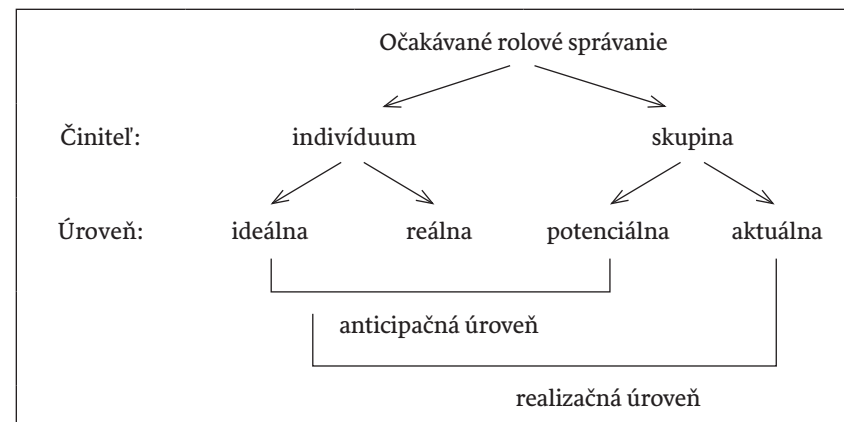 Očakávané rolové správanie
Činiteľ: indivíduum skupina
Úroveň: ideálna reálna potenciálna aktuálna
anticipačná úroveň
realizačná úroveň